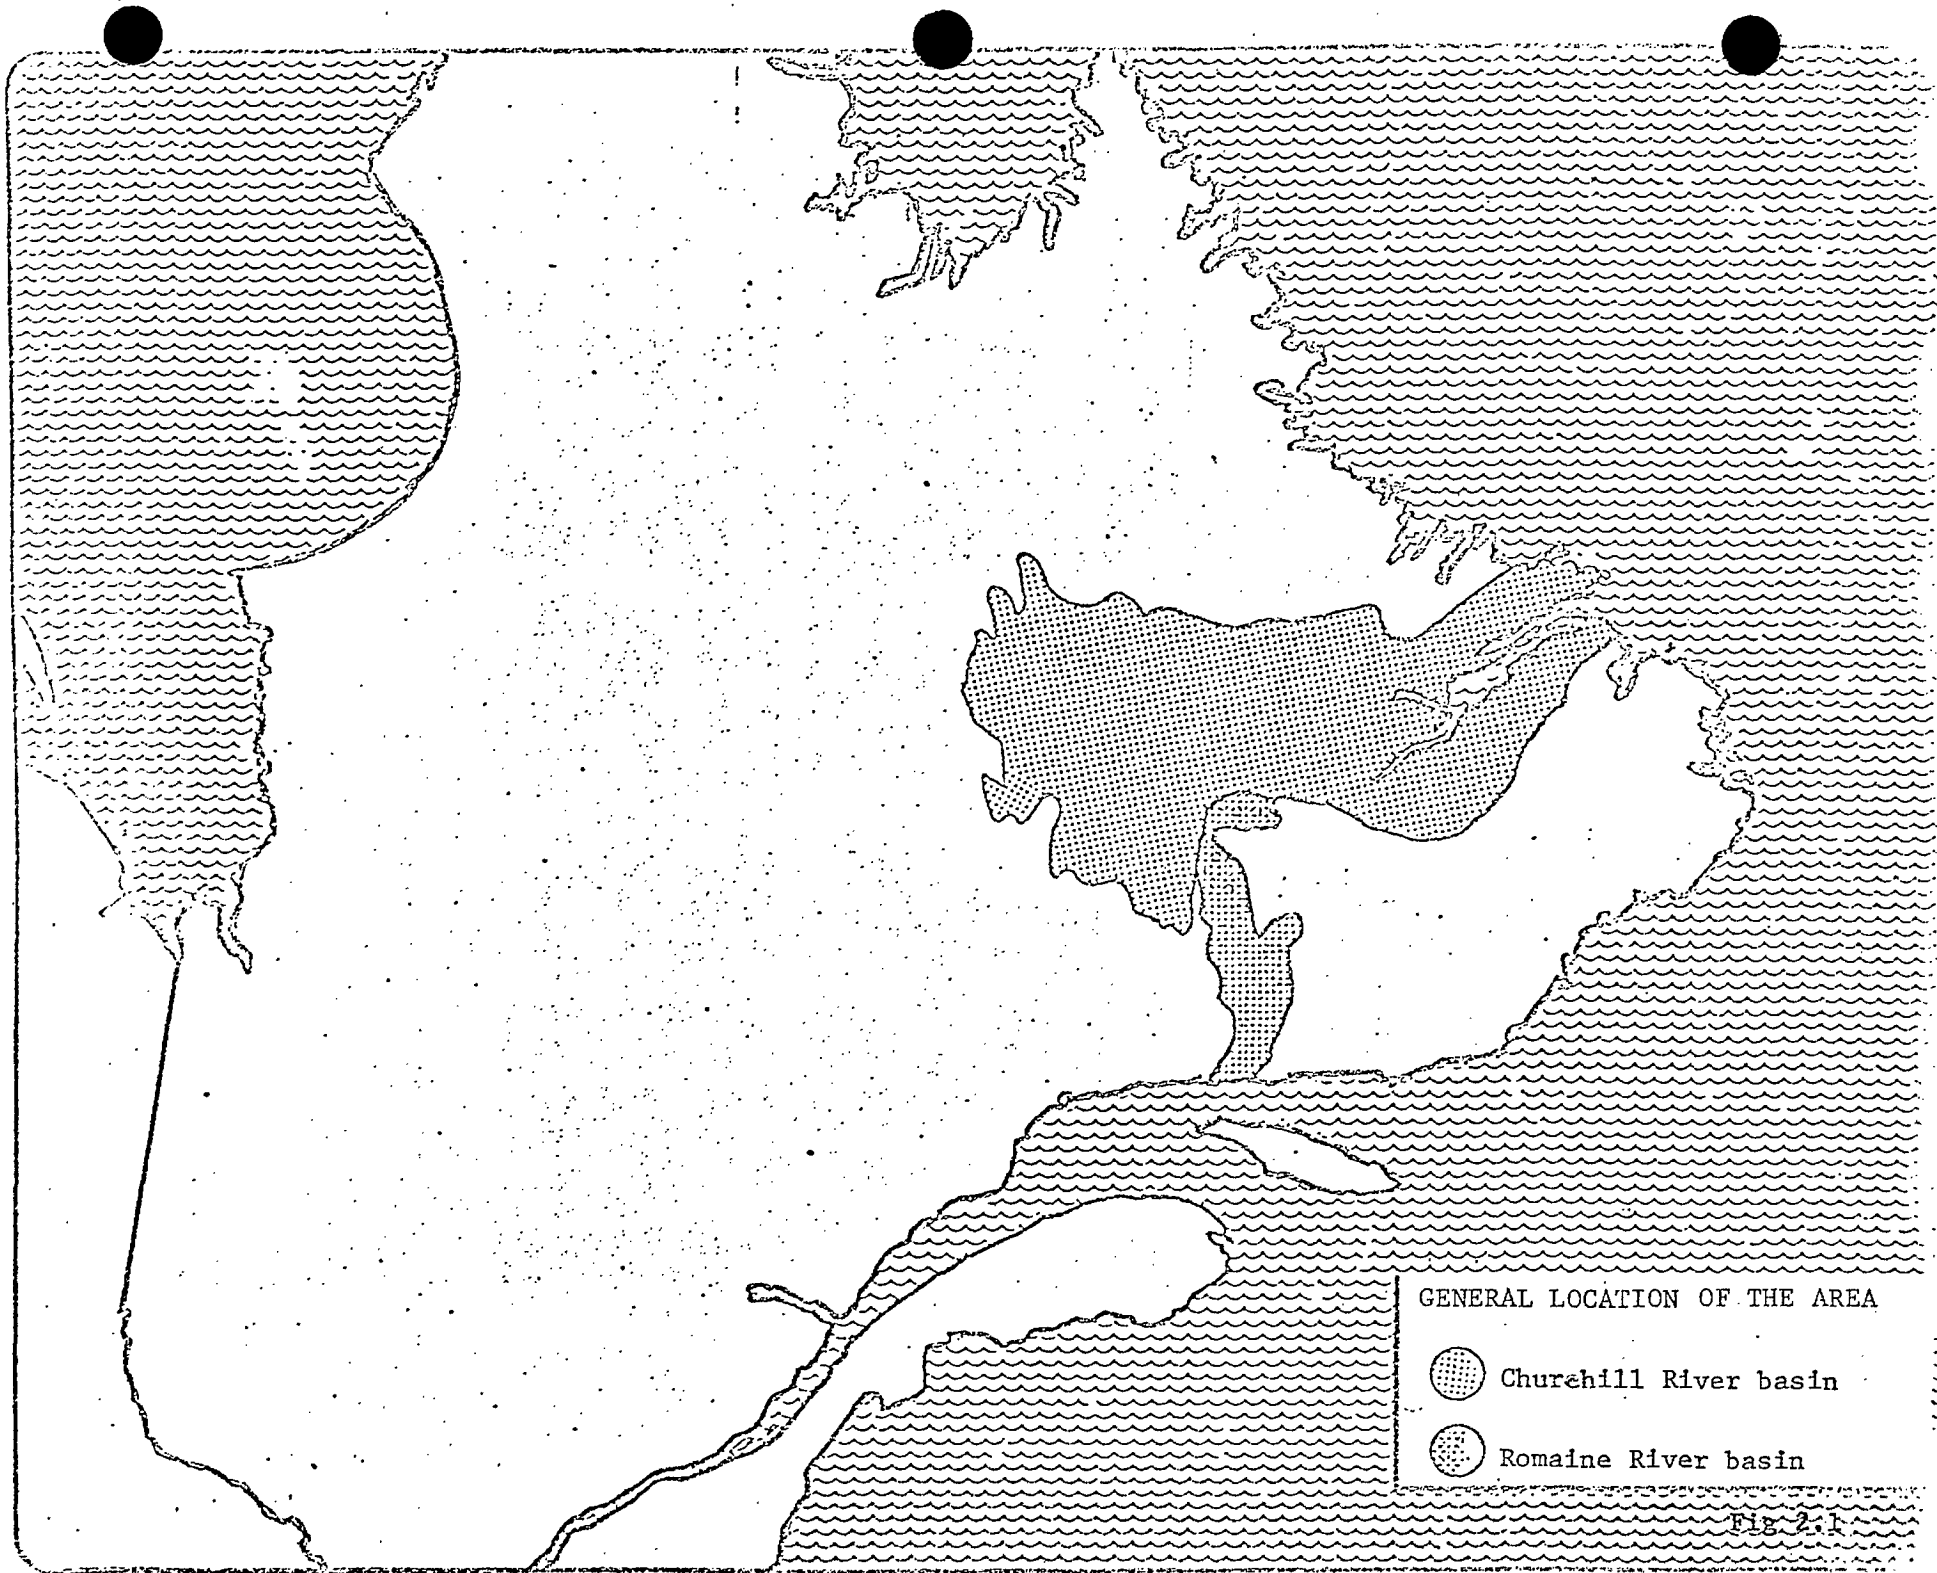 GENERAL LOCATION OF THE AREA
Churchill River basin
Romaine River basin
Fig 2.1